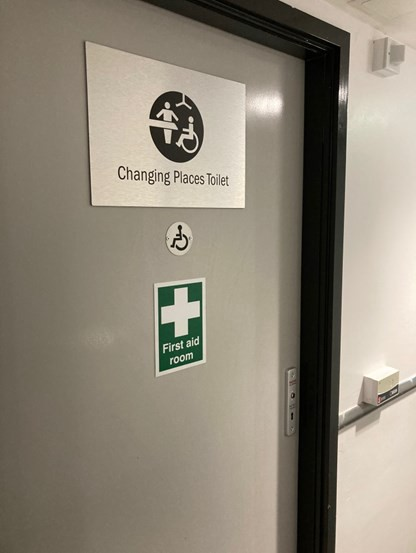 Changing Places Toilet
First aid
room